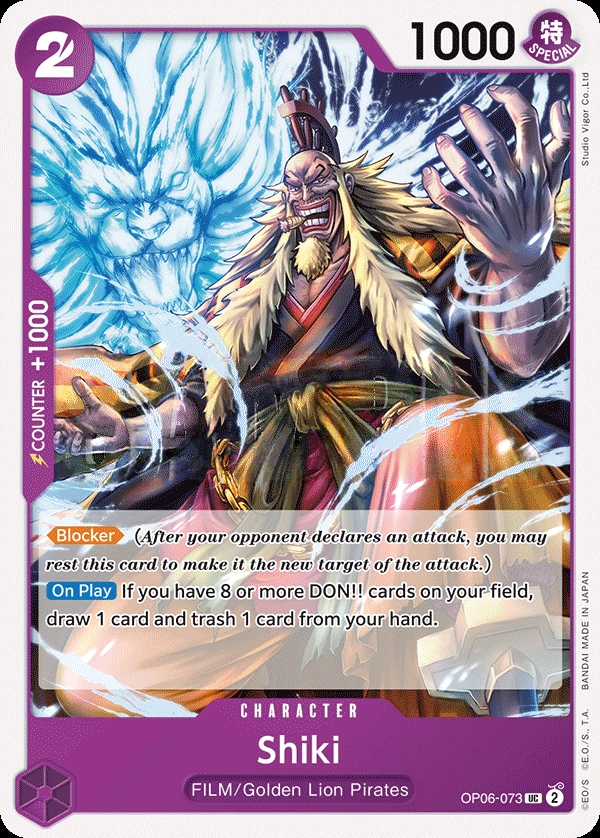 2
1000
特
SPECIAL
Studio Vigor Co.,Ltd
COUNTER +1000
Blocker (After your opponent declares an attack, you may
rest this card to make it the new target of the attack.)
On Play If you have 8 or more DON!! cards on your field,
draw 1 card and trash 1 card from your hand.
CHARACTER
Shiki
FILM/Golden Lion Pirates
OP06-073 UC 2
©EO/S ©E.O./S., T.A. BANDAI MADE IN JAPAN